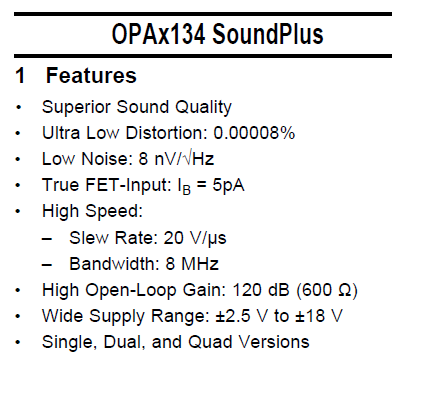 OPAx134 SoundPlus
1 Features
• Superior Sound Quality
• Ultra Low Distortion: 0.00008%
• Low Noise: 8 nV/√Hz
• True FET-Input: IB = 5pA
• High Speed:
– Slew Rate: 20 V/µs
– Bandwidth: 8 MHz
• High Open-Loop Gain: 120 dB (600 Ω)
• Wide Supply Range: ±2.5 V to ±18 V
• Single, Dual, and Quad Versions